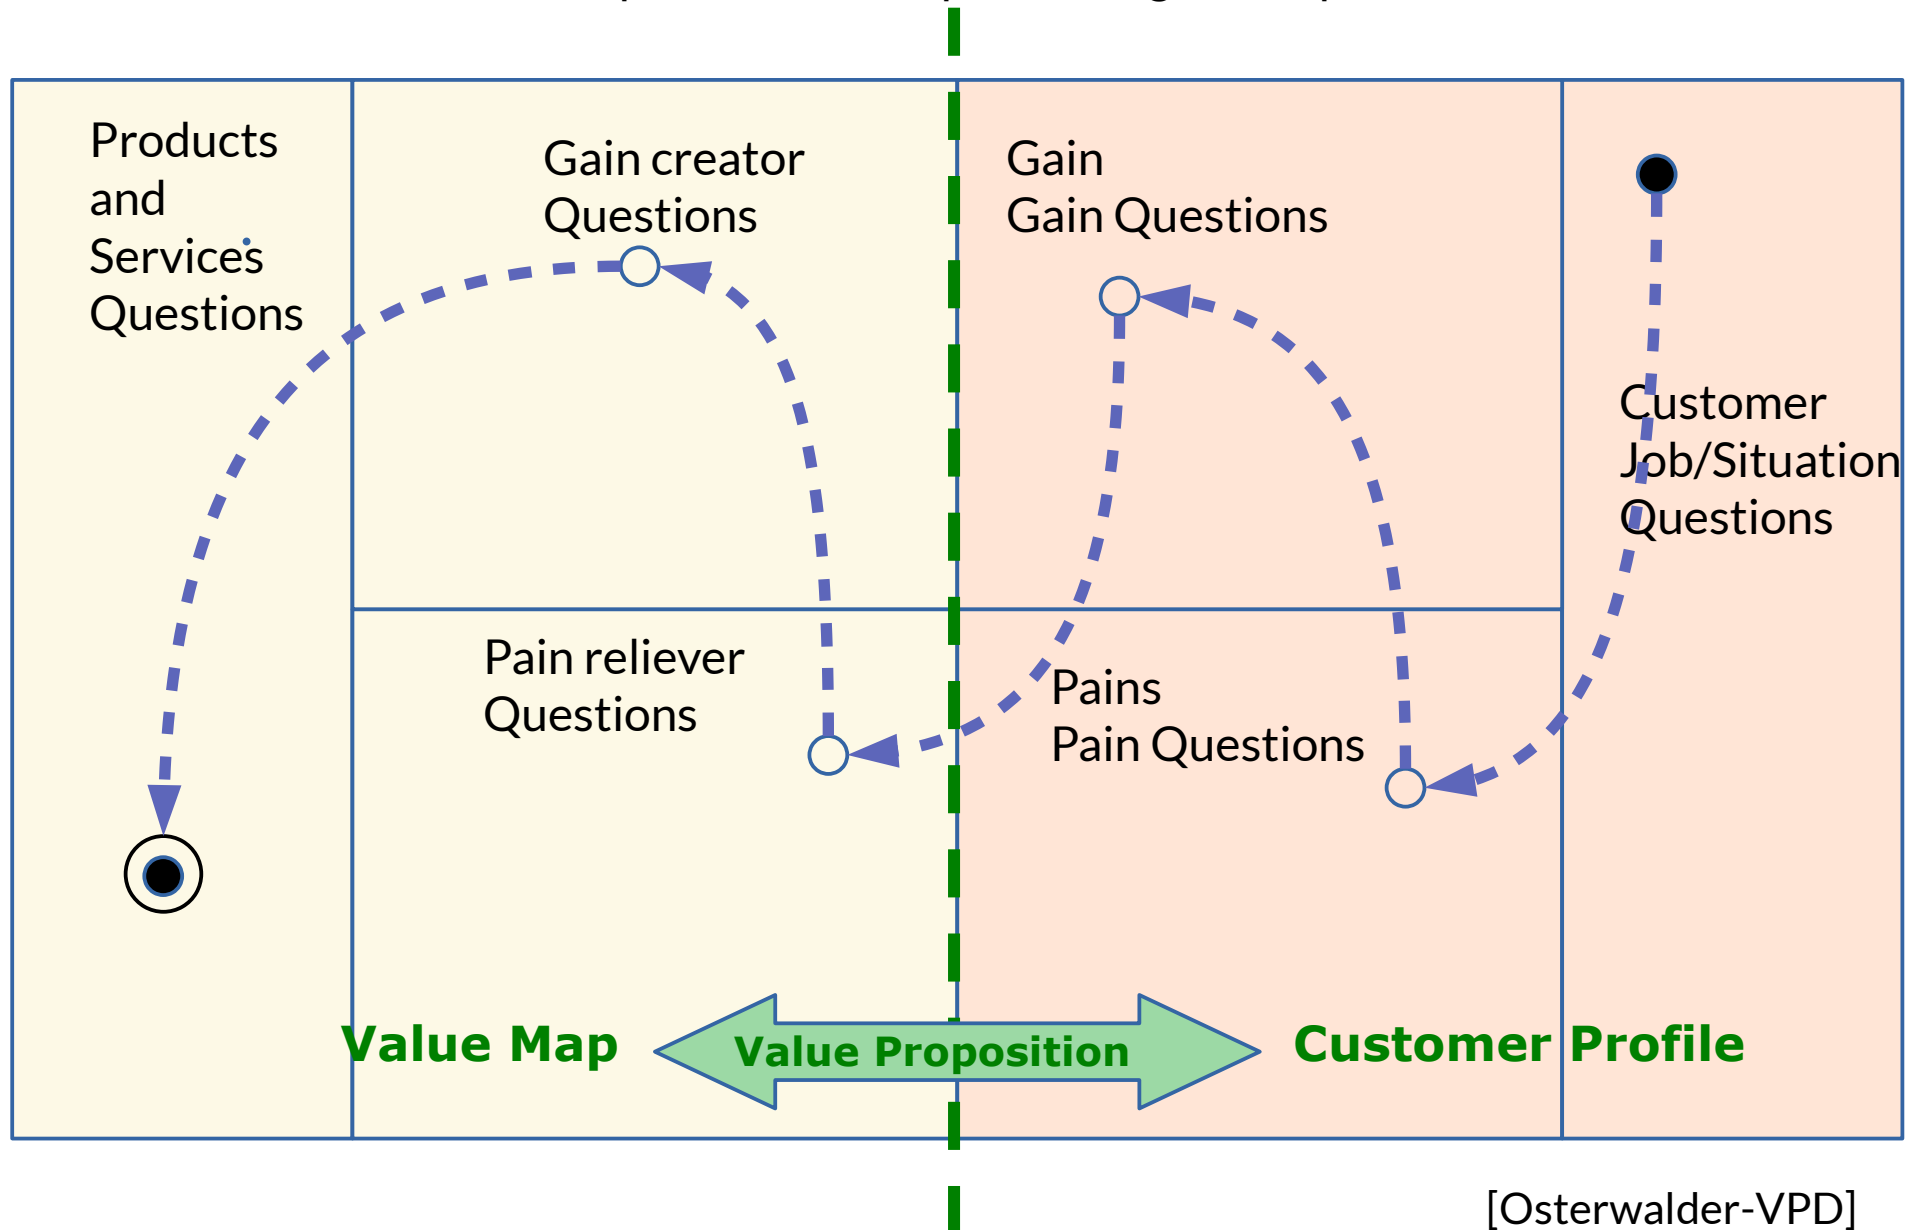 Products
and
Services
Questions
Gain creator
Questions
Gain
Gain Questions
Customer
Job/Situation
Questions
Pain reliever
Questions
Pains
Pain Questions
Value Map
Value Proposition
Customer Profile
[Osterwalder-VPD]